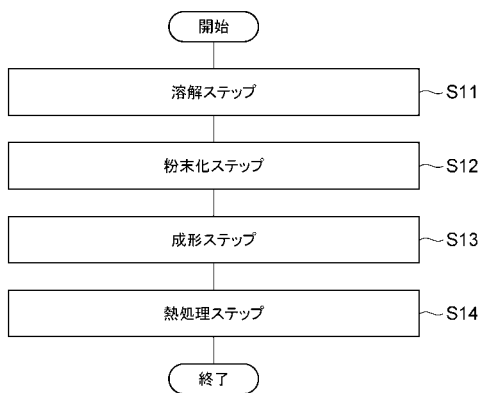 開始
溶解ステップ S11
粉末化ステップ S12
成形ステップ S13
熱処理ステップ S14
終了